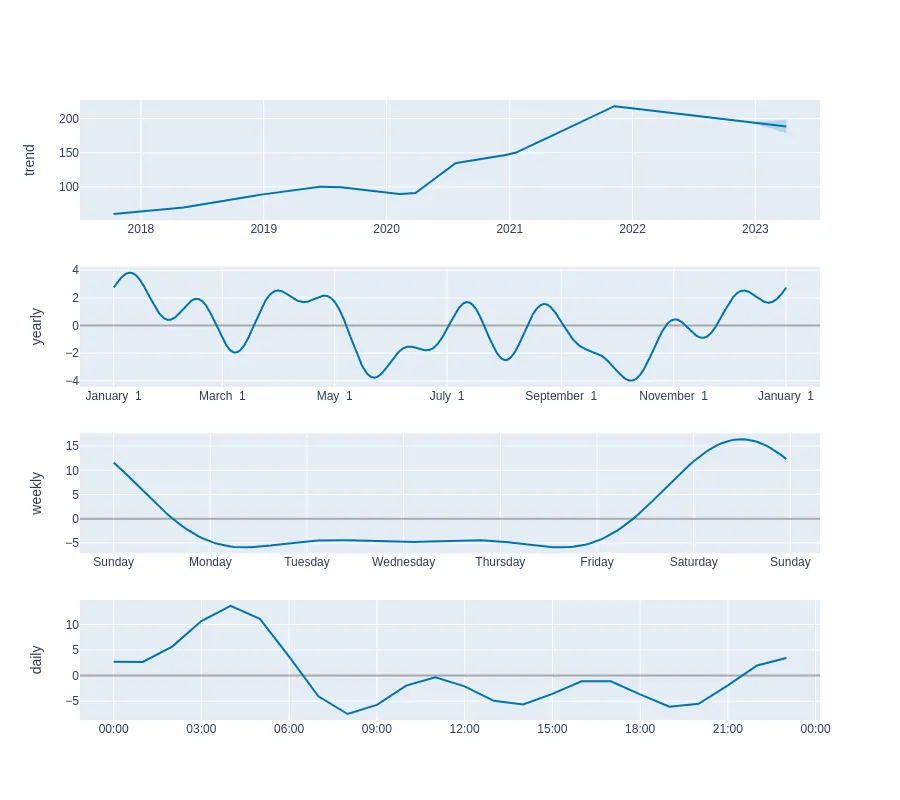 trend
200
150
100
2018 2019 2020 2021 2022 2023
yearly
4
2
0
−2
−4
January 1 March 1 May 1 July 1 September 1 November 1 January 1
weekly
15
10
5
0
−5
Sunday Monday Tuesday Wednesday Thursday Friday Saturday Sunday
daily
10
5
0
−5
00:00 03:00 06:00 09:00 12:00 15:00 18:00 21:00 00:00